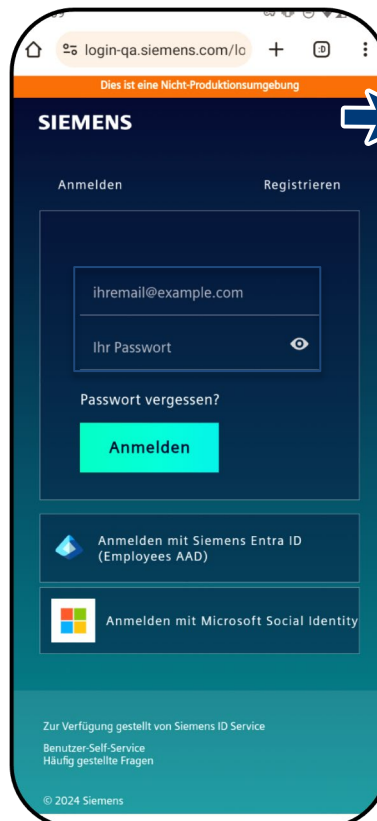 login-qa.siemens.com/lo
:D
Dies ist eine Nicht-Produktionsumgebung
SIEMENS
Anmelden Registrieren
ihremail@example.com
Ihr Passwort
Passwort vergessen?
Anmelden
Anmelden mit Siemens Entra ID
(Employees AAD)
Anmelden mit Microsoft Social Identity
Zur Verfügung gestellt von Siemens ID Service
Benutzer-Self-Service
Häufig gestellte Fragen
© 2024 Siemens